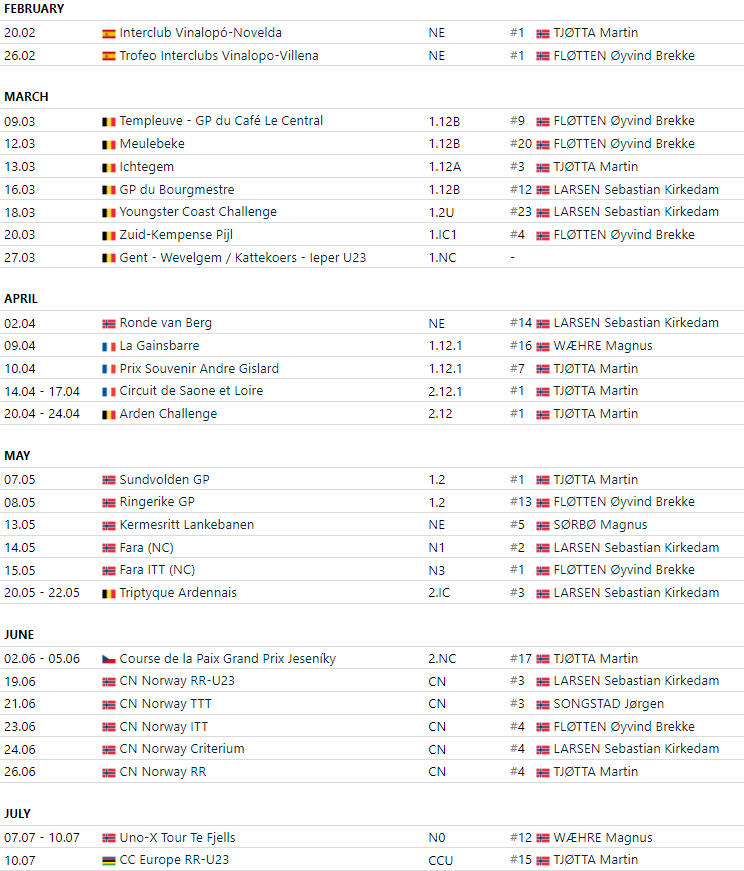 FEBRUARY
20.02 Interclub Vinalopó-Novelda NE #1 TJØTTA Martin
26.02 Trofeo Interclubs Vinalopo-Villena NE #1 FLØTTEN Øyvind Brekke
MARCH
09.03 Templeuve - GP du Café Le Central 1.12B #9 FLØTTEN Øyvind Brekke
12.03 Meulebeke 1.12B #20 FLØTTEN Øyvind Brekke
13.03 Ichtegem 1.12A #3 TJØTTA Martin
16.03 GP du Bourgmestre 1.12B #12 LARSEN Sebastian Kirkedam
18.03 Youngster Coast Challenge 1.2U #23 LARSEN Sebastian Kirkedam
20.03 Zuid-Kempense Pijl 1.IC1 #4 FLØTTEN Øyvind Brekke
27.03 Gent - Wevelgem / Kattekoers - Ieper U23 1.NC -
APRIL
02.04 Ronde van Berg NE #14 LARSEN Sebastian Kirkedam
09.04 La Gainsbarre 1.12.1 #16 WÆHRE Magnus
10.04 Prix Souvenir Andre Gislard 1.12.1 #7 TJØTTA Martin
14.04 - 17.04 Circuit de Saone et Loire 2.12.1 #1 TJØTTA Martin
20.04 - 24.04 Arden Challenge 2.12 #1 TJØTTA Martin
MAY
07.05 Sundvolden GP 1.2 #1 TJØTTA Martin
08.05 Ringerike GP 1.2 #13 FLØTTEN Øyvind Brekke
13.05 Kermesritt Lankebanen NE #5 SØRBØ Magnus
14.05 Fara (NC) N1 #2 LARSEN Sebastian Kirkedam
15.05 Fara ITT (NC) N3 #1 FLØTTEN Øyvind Brekke
20.05 - 22.05 Triptyque Ardennais 2.IC #3 LARSEN Sebastian Kirkedam
JUNE
02.06 - 05.06 Course de la Paix Grand Prix Jeseníky 2.NC #17 TJØTTA Martin
19.06 CN Norway RR-U23 CN #3 LARSEN Sebastian Kirkedam
21.06 CN Norway TTT CN #3 SONGSTAD Jørgen
23.06 CN Norway ITT CN #4 FLØTTEN Øyvind Brekke
24.06 CN Norway Criterium CN #4 LARSEN Sebastian Kirkedam
26.06 CN Norway RR CN #4 TJØTTA Martin
JULY
07.07 - 10.07 Uno-X Tour Te Fjells N0 #12 WÆHRE Magnus
10.07 CC Europe RR-U23 CCU #15 TJØTTA Martin